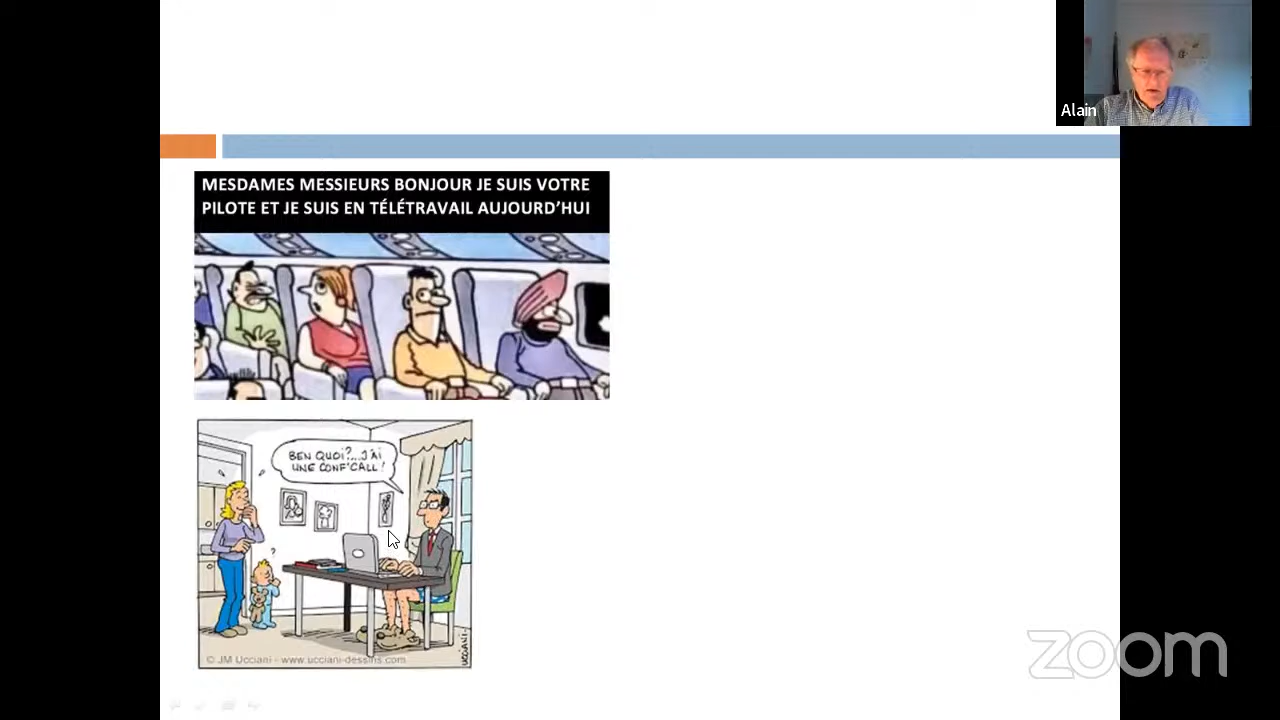 Alain
MESDAMES MESSIEURS BONJOUR JE SUIS VOTRE
PILOTE ET JE SUIS EN TÉLÉTRAVAIL AUJOURD'HUI
BEN QUOI?...J'AI
UNE CONF'CALL!
?
© JM Ucciani - www.ucciani-dessins.com
UCCIANI
zoom